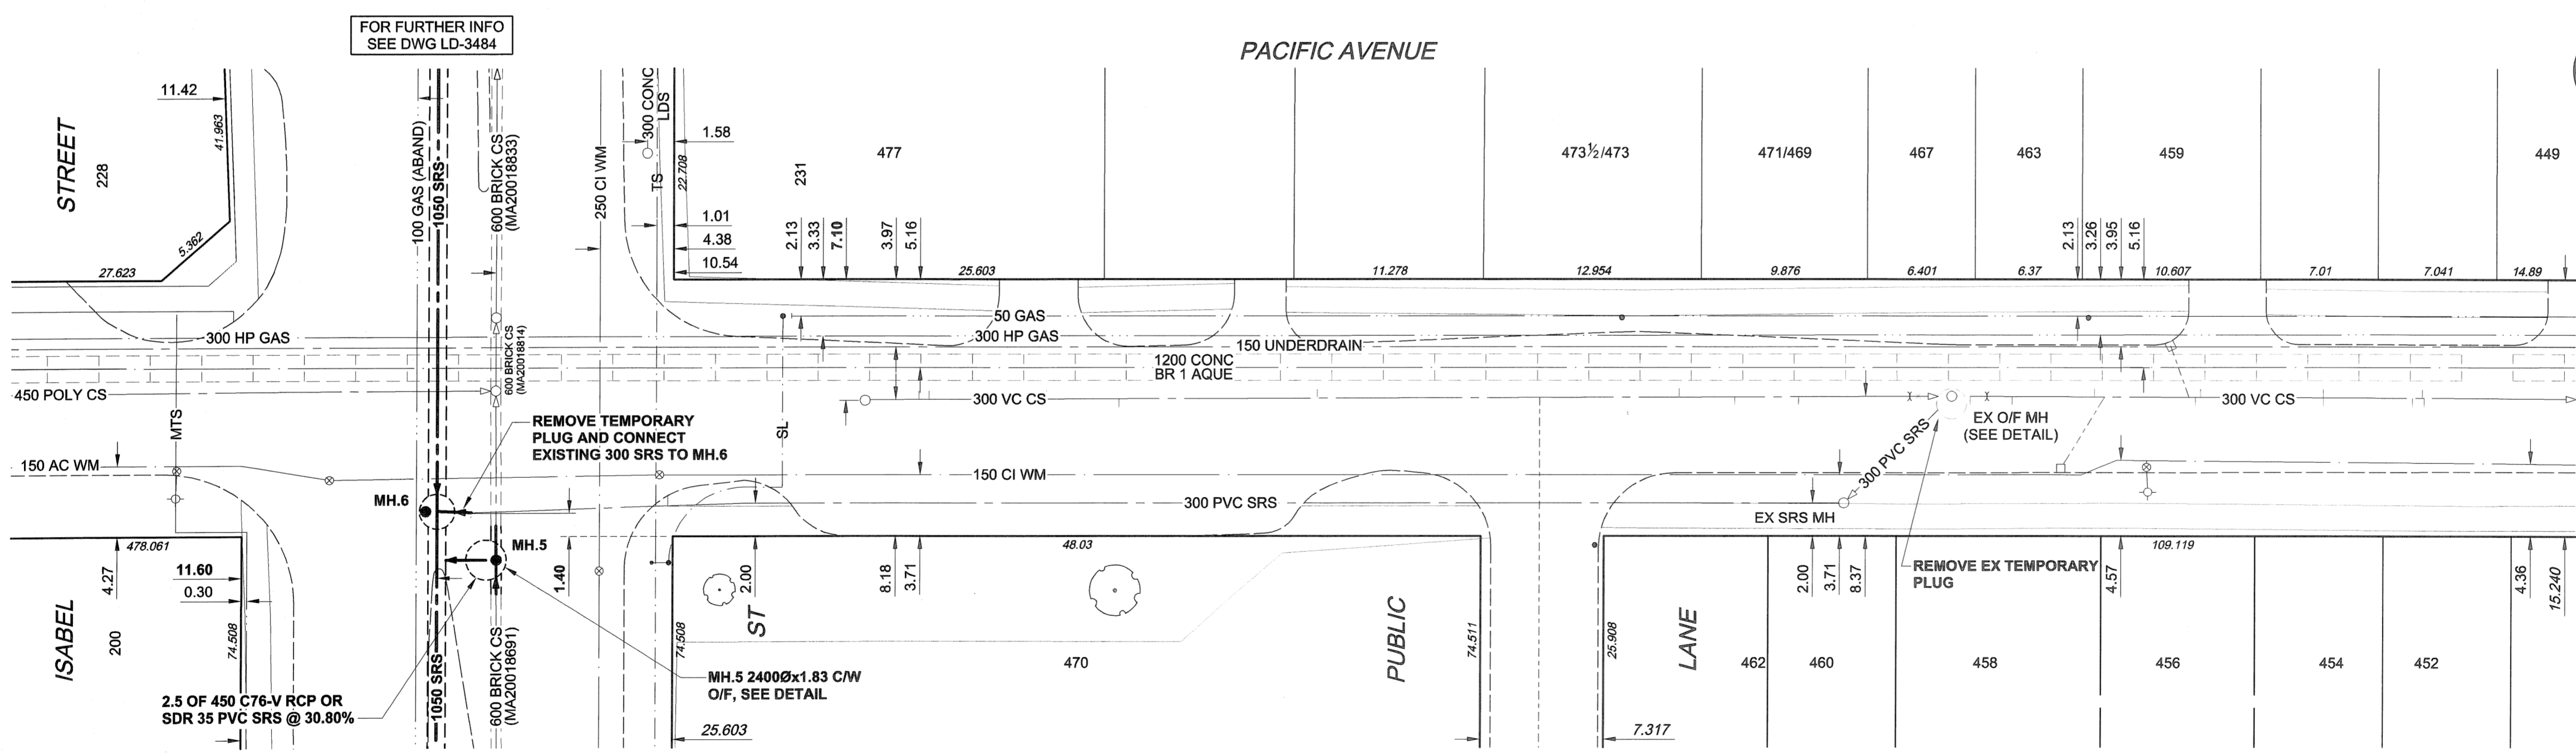 FOR FURTHER INFO
SEE DWG LD-3484
PACIFIC AVENUE
STREET
228
11.42
41.963
5.362
27.623
100 GAS (ABAND)
1050 SRS
600 BRICK CS
(MA20018833)
250 CI WM
300 CONC
LDS
TS
22.708
1.58
1.01
4.38
10.54
231
477
2.13
3.33
7.10
3.97
5.16
25.603
11.278
473½/473
12.954
471/469
9.876
467
6.401
463
6.37
459
2.13
3.26
3.95
5.16
10.607
7.01
7.041
449
14.89
300 HP GAS
50 GAS
300 HP GAS
150 UNDERDRAIN
1200 CONC
BR 1 AQUE
600 BRICK CS
(MA20018814)
450 POLY CS
300 VC CS
300 VC CS
MTS
SL
REMOVE TEMPORARY
PLUG AND CONNECT
EXISTING 300 SRS TO MH.6
EX O/F MH
(SEE DETAIL)
300 PVC SRS
150 AC WM
150 CI WM
MH.6
300 PVC SRS
EX SRS MH
MH.5
478.061
48.03
109.119
4.27
11.60
0.30
1.40
2.00
8.18
3.71
2.00
3.71
8.37
REMOVE EX TEMPORARY
PLUG
4.57
4.36
15.240
ISABEL
200
74.508
1050 SRS
600 BRICK CS
(MA20018691)
74.508
ST
470
PUBLIC
74.511
25.908
LANE
462
460
458
456
454
452
2.5 OF 450 C76-V RCP OR
SDR 35 PVC SRS @ 30.80%
MH.5 2400Øx1.83 C/W
O/F, SEE DETAIL
25.603
7.317